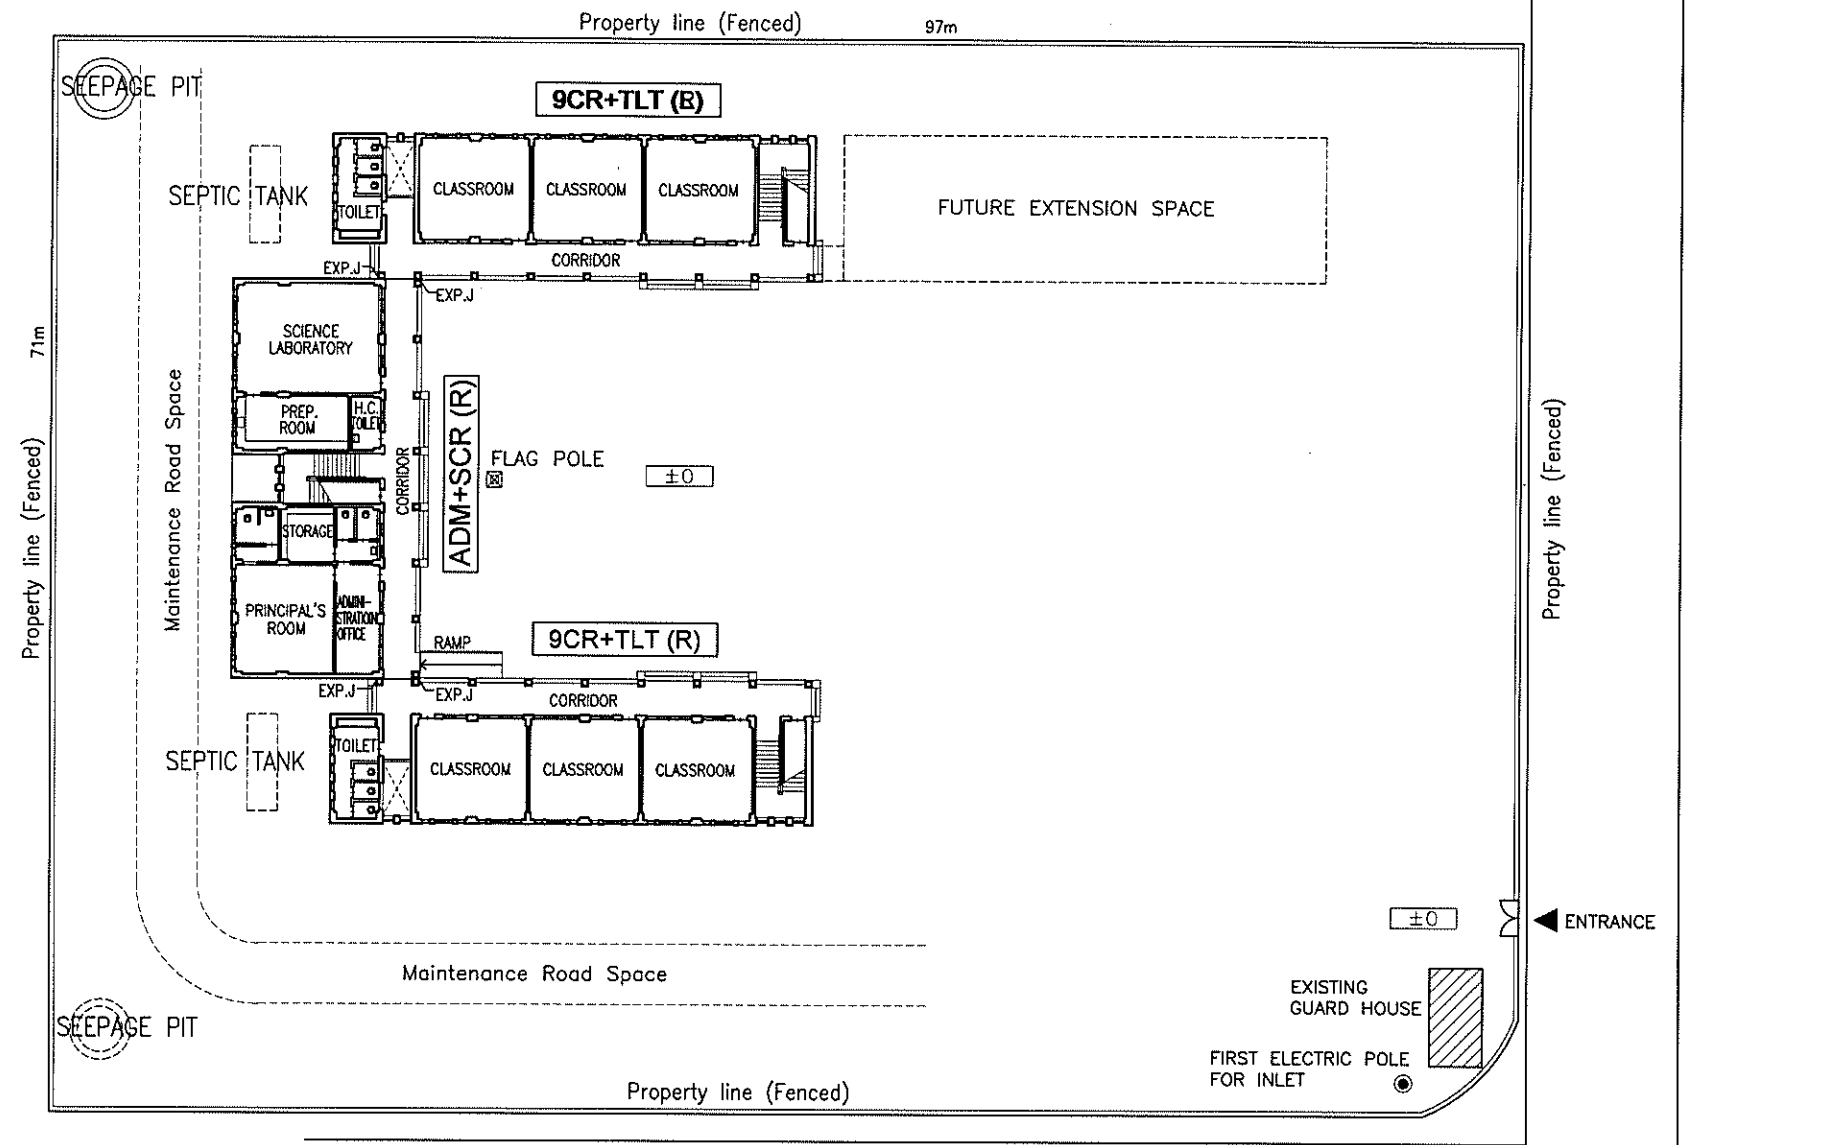 Property line (Fenced)
97m
SEEPAGE PIT
9CR+TLT (R)
SEPTIC TANK
TOILET
CLASSROOM
CLASSROOM
CLASSROOM
FUTURE EXTENSION SPACE
CORRIDOR
EXP.J
EXP.J
SCIENCE
LABORATORY
71m
Property line (Fenced)
Maintenance Road Space
PREP.
ROOM
H.C.
TOILET
CORRIDOR
ADM+SCR (R)
FLAG POLE
±0
STORAGE
PRINCIPAL'S
ROOM
ADMINI-
STRATION
OFFICE
Property line (Fenced)
RAMP
9CR+TLT (R)
EXP.J
EXP.J
CORRIDOR
SEPTIC TANK
TOILET
CLASSROOM
CLASSROOM
CLASSROOM
±0
ENTRANCE
Maintenance Road Space
EXISTING
GUARD HOUSE
SEEPAGE PIT
FIRST ELECTRIC POLE
FOR INLET
Property line (Fenced)